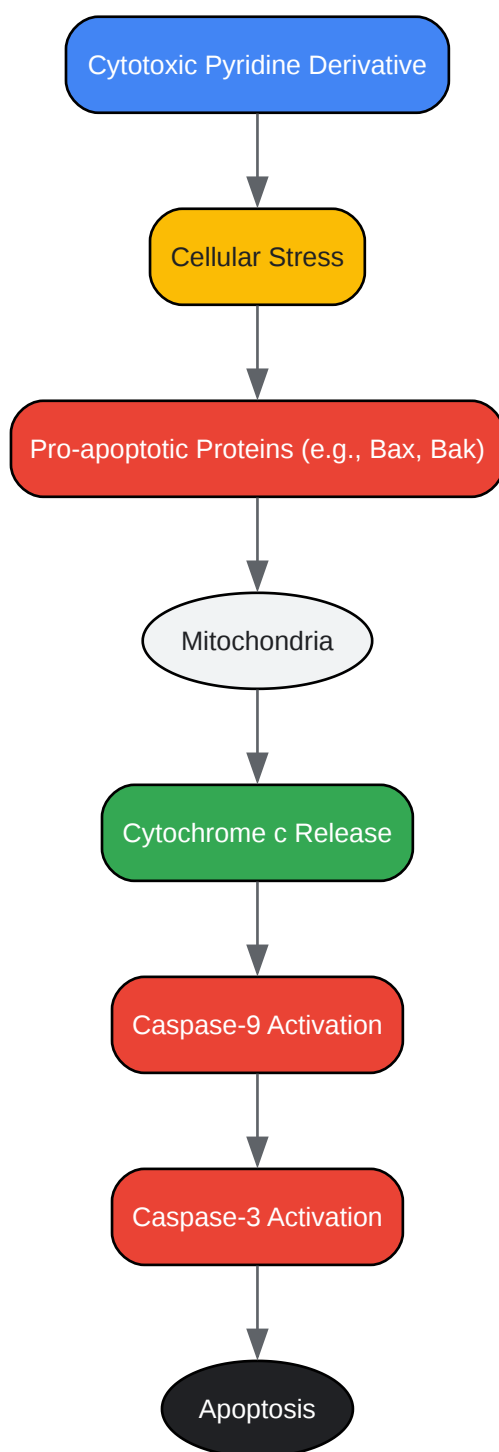 Cytotoxic Pyridine Derivative
Cellular Stress
Pro-apoptotic Proteins (e.g., Bax, Bak)
Mitochondria
Cytochrome c Release
Caspase-9 Activation
Caspase-3 Activation
Apoptosis